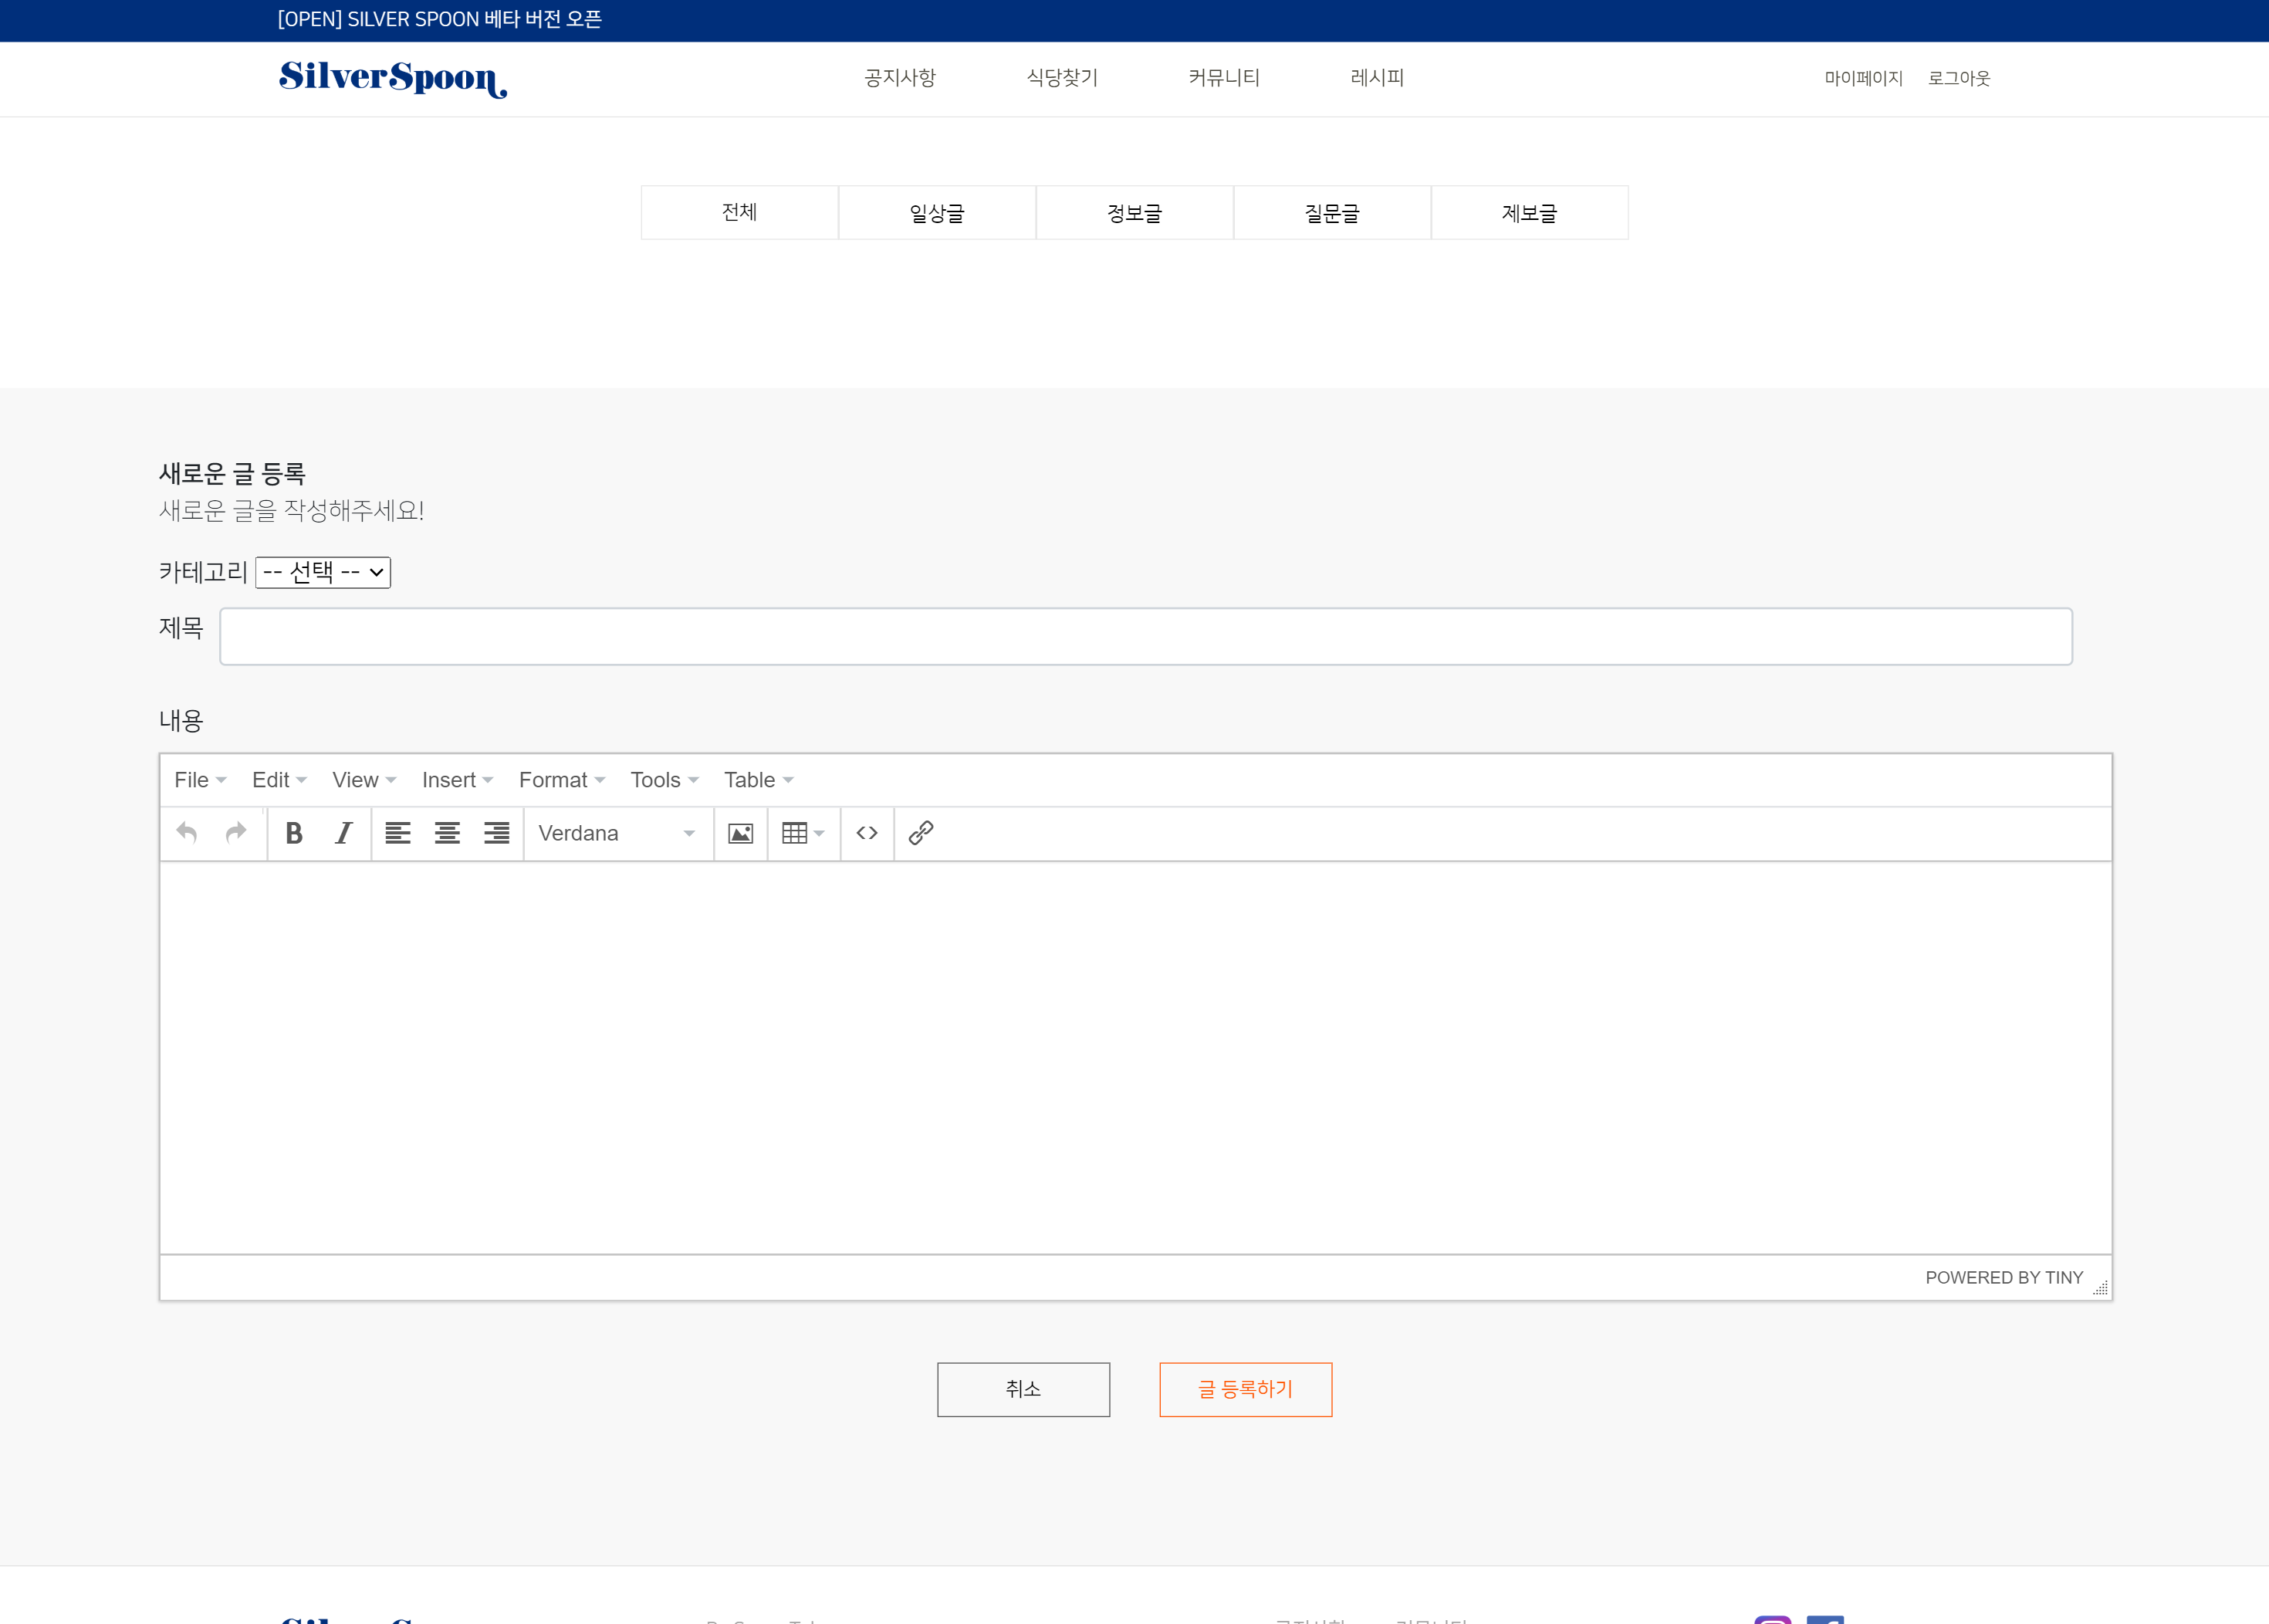 [OPEN] SILVER SPOON 베타 버전 오픈
SilverSpoon 공지사항 식당찾기 커뮤니티 레시피 마이페이지 로그아웃
전체 일상글 정보글 질문글 제보글
새로운 글 등록
새로운 글을 작성해주세요!
카테고리 -- 선택 --
제목
내용
File Edit View Insert Format Tools Table
B I Verdana
POWERED BY TINY
취소 글 등록하기